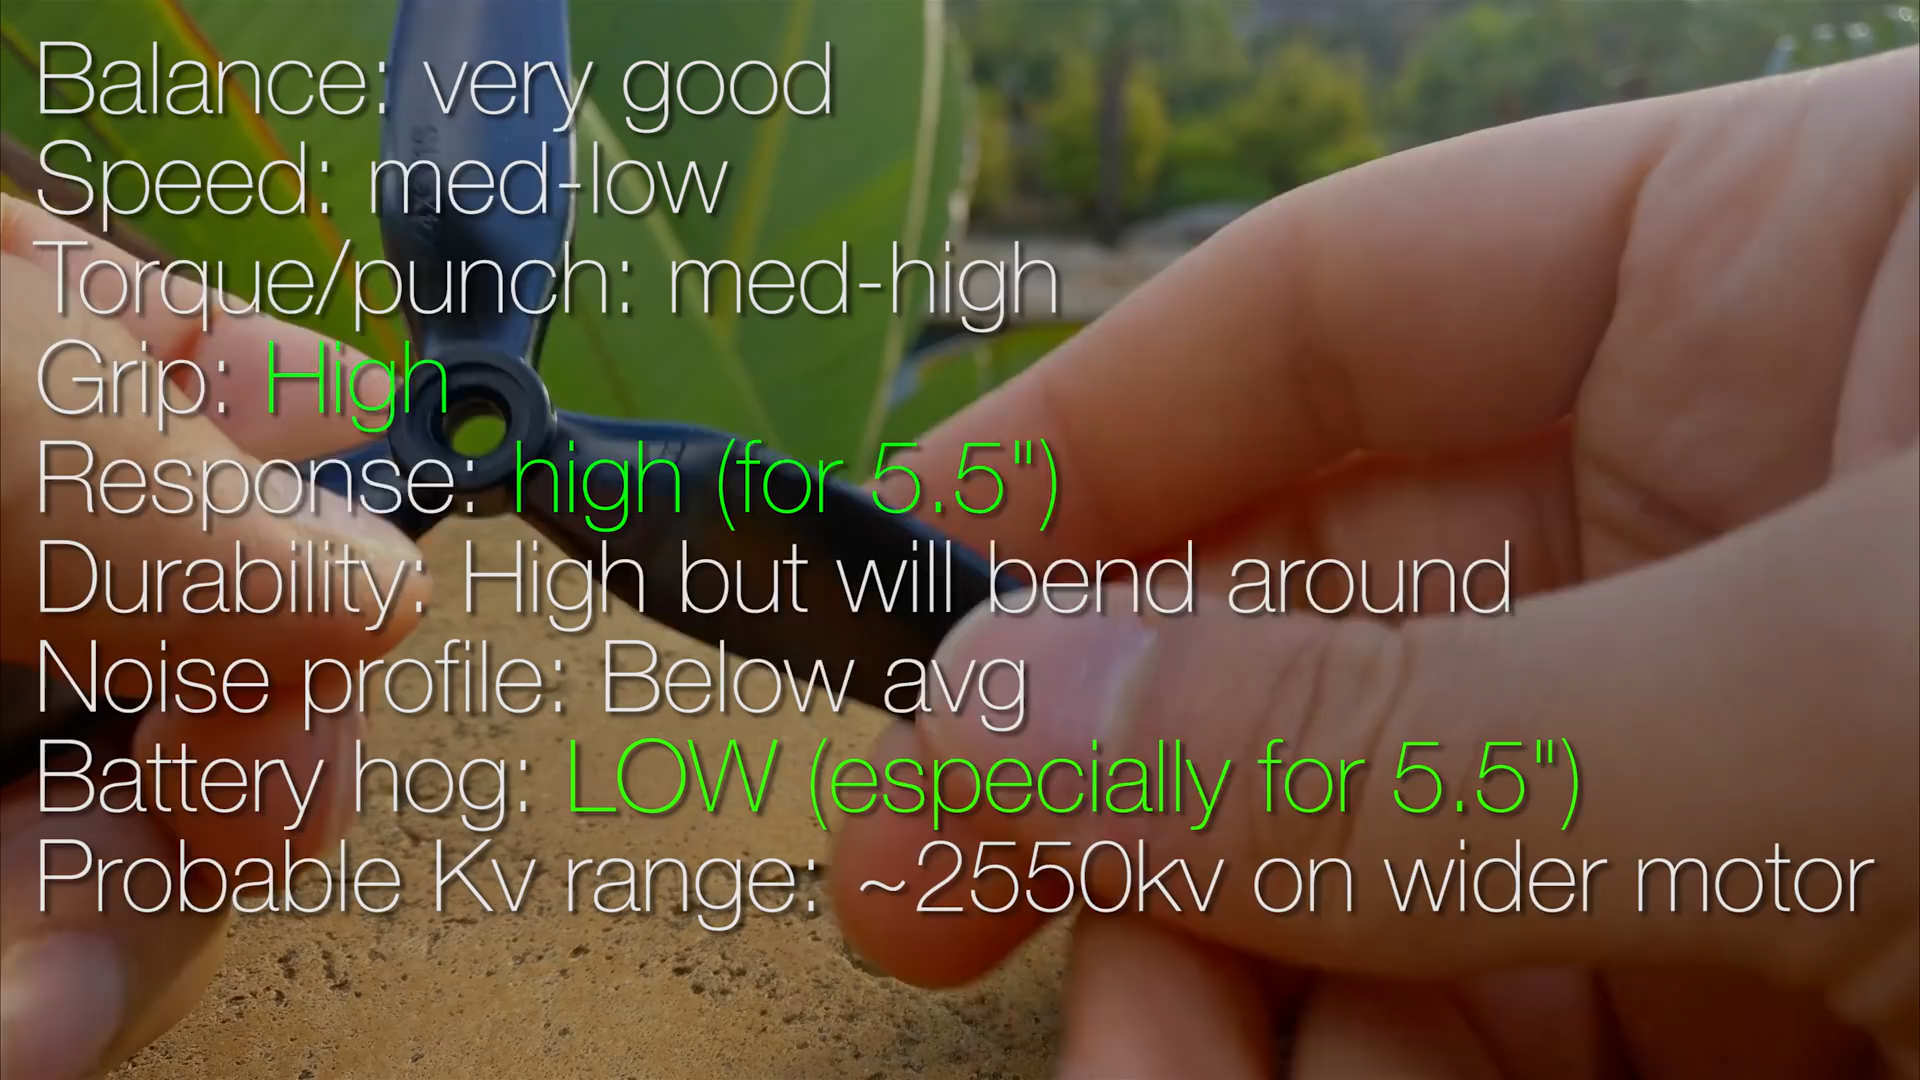 Balance: very good
Speed: med-low
Torque/punch: med-high
Grip: High
Response: high (for 5.5")
Durability: High but will bend around
Noise profile: Below avg
Battery hog: LOW (especially for 5.5")
Probable Kv range: ~2550kv on wider motor